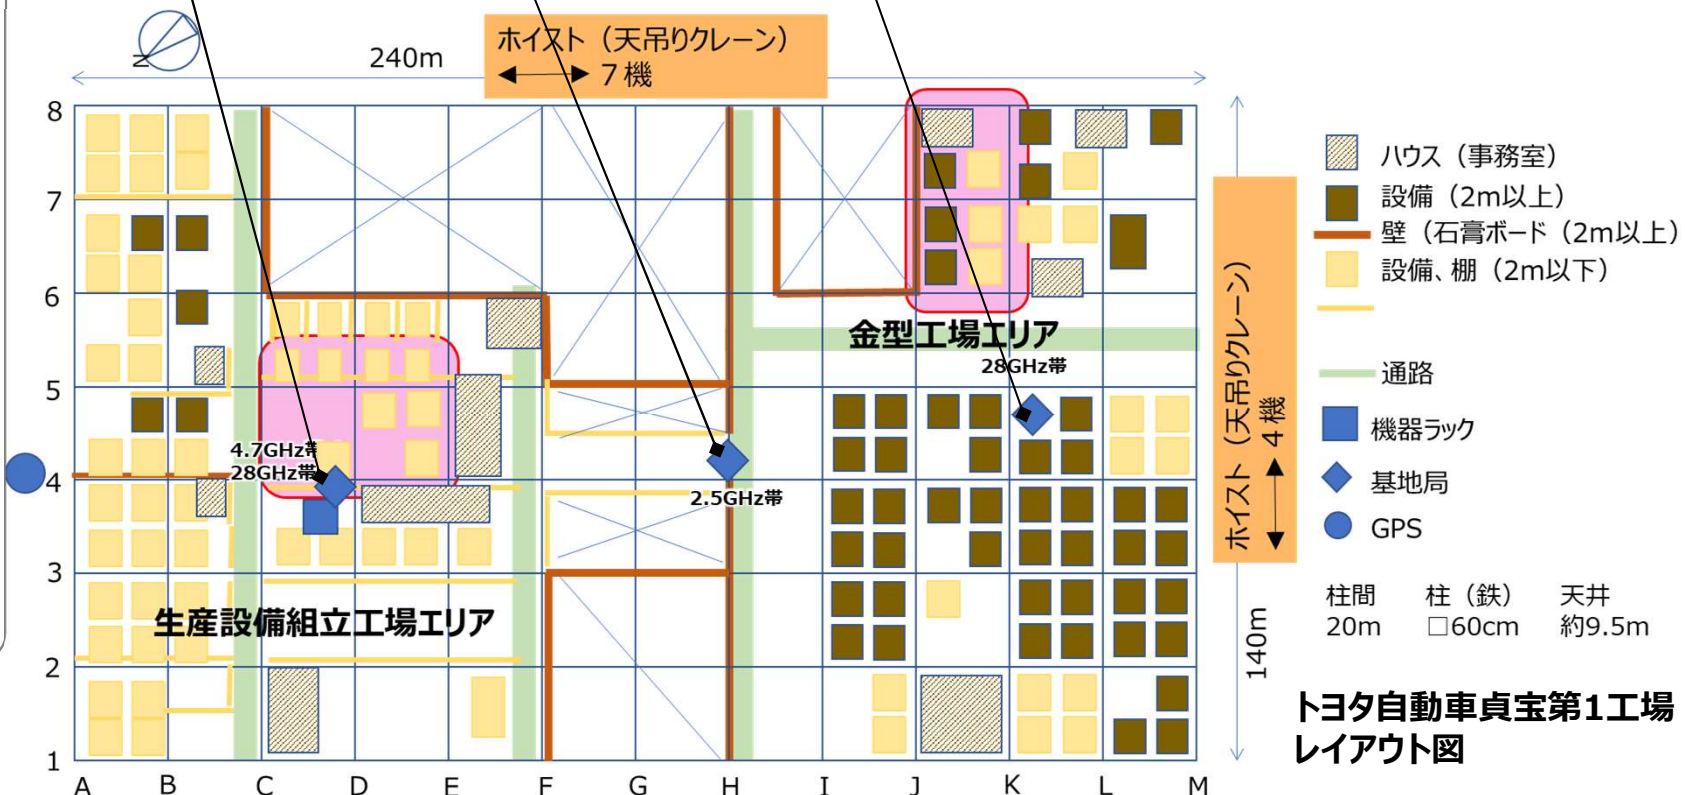 N
240m
ホイスト（天吊りクレーン）
７機
8
7
6
5
4
3
2
1
A B C D E F G H I J K L M
金型工場エリア
28GHz帯
4.7GHz帯
28GHz帯
2.5GHz帯
生産設備組立工場エリア
ホイスト（天吊りクレーン）
４機
140m
ハウス（事務室）
設備（2m以上）
壁（石膏ボード（2m以上）
設備、棚（2m以下）
通路
機器ラック
基地局
GPS
柱間 柱（鉄） 天井
20m □60cm 約9.5m
トヨタ自動車貞宝第1工場
レイアウト図